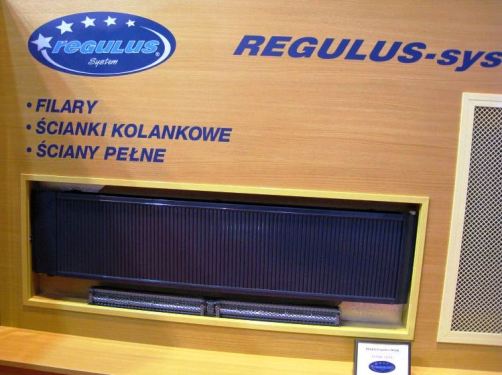 regulus®
System
REGULUS-sys
• FILARY
• ŚCIANKI KOLANKOWE
• ŚCIANY PEŁNE